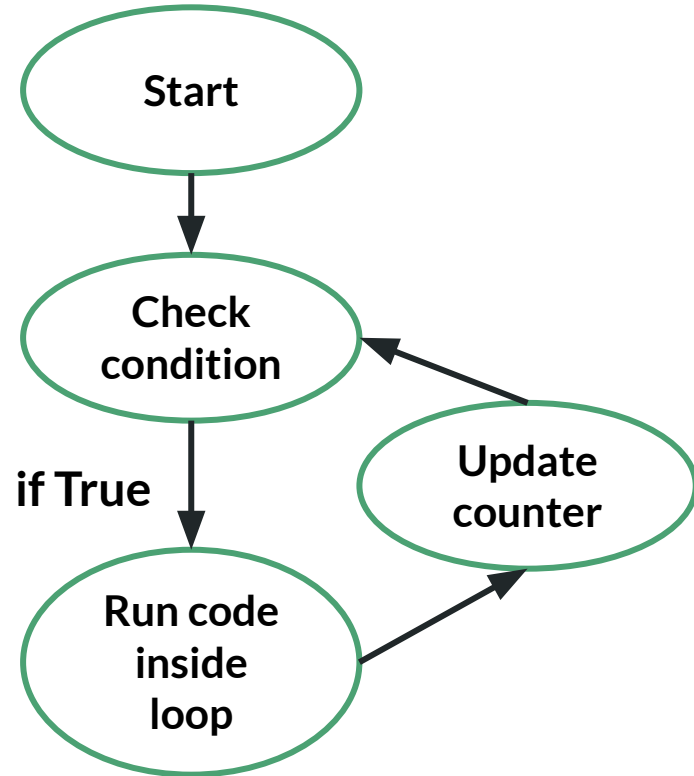 Start
Check
condition
if True
Update
counter
Run code
inside
loop